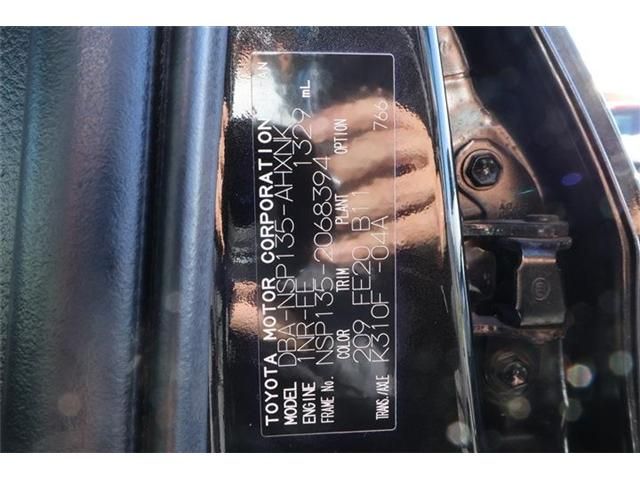 TOYOTA MOTOR CORPORATION
MODEL DBA-NSP135-AHXNK
ENGINE 1NR-FE 1329 mL
FRAME No. NSP135-2068394
COLOR TRIM PLANT OPTION
209 FE20 B11
TRANS./AXLE K310F -04A 766